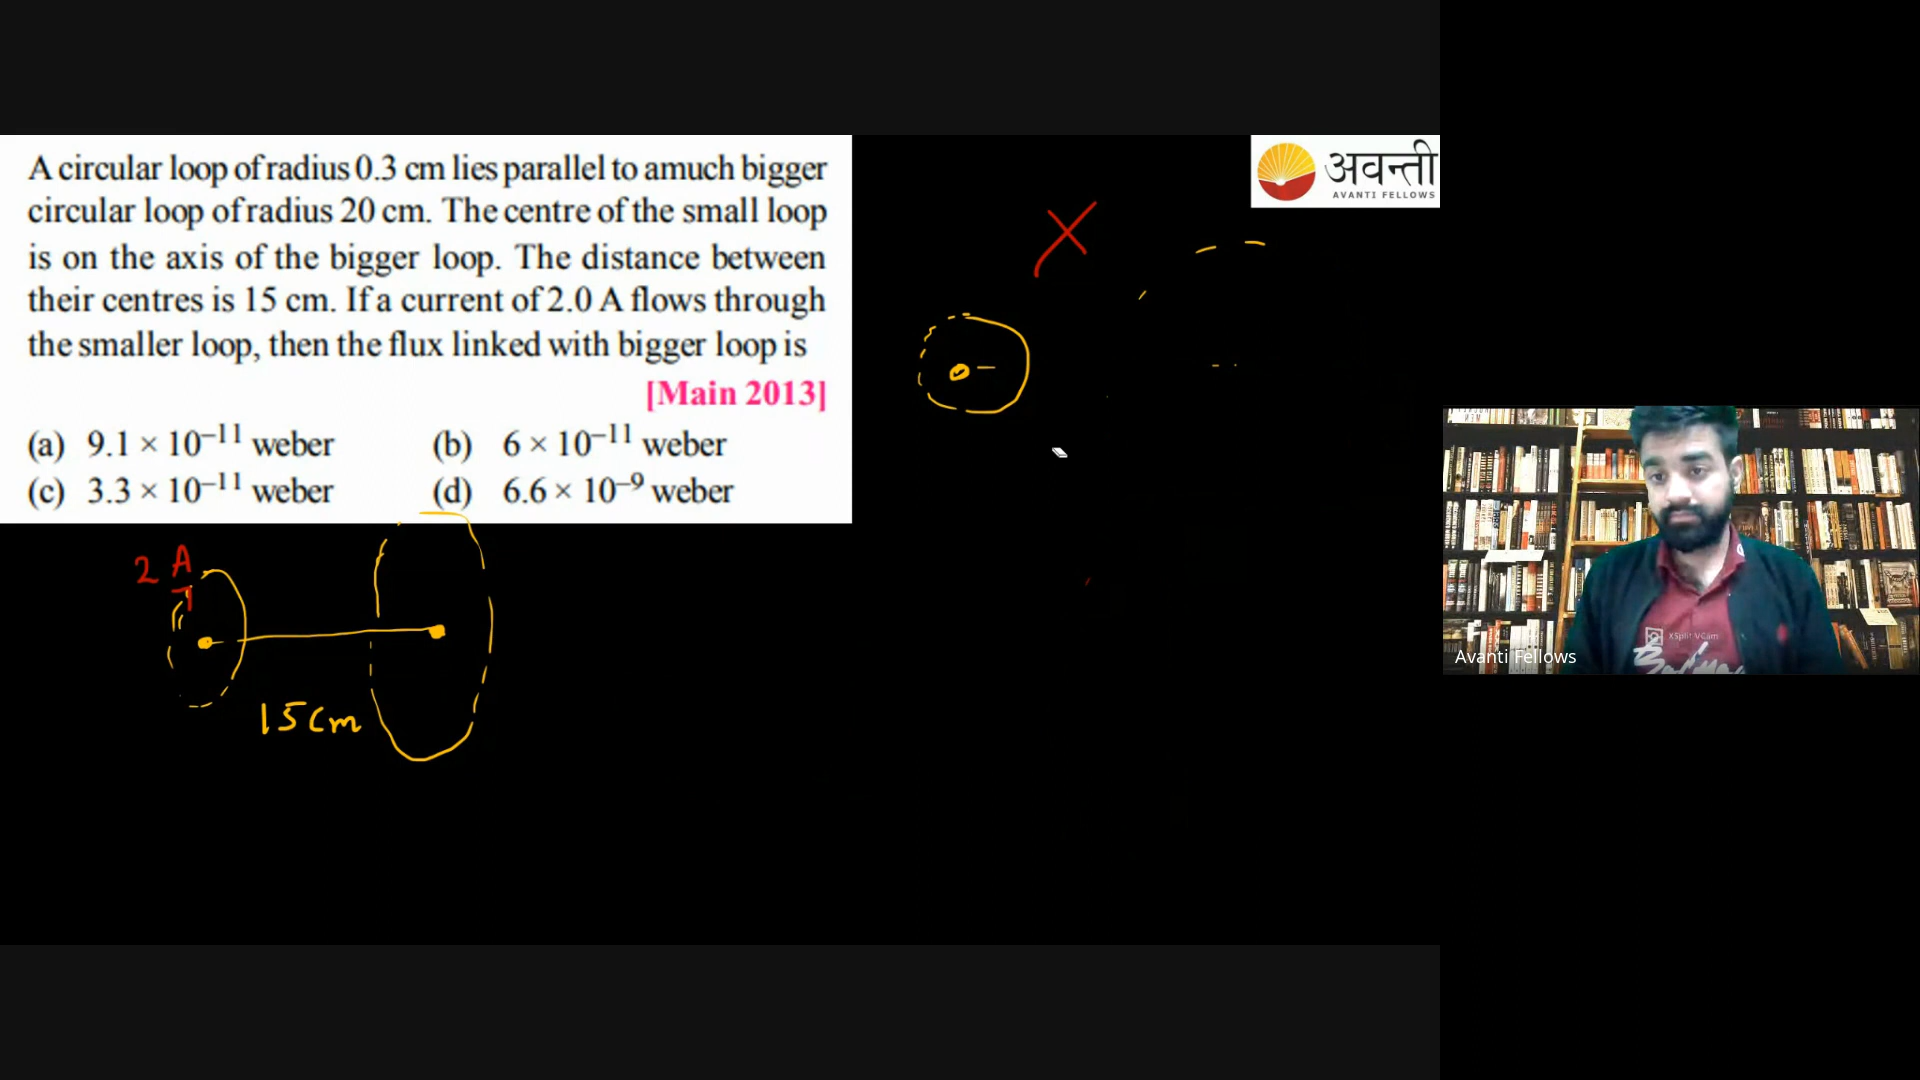 A circular loop of radius 0.3 cm lies parallel to amuch bigger
circular loop of radius 20 cm. The centre of the small loop
is on the axis of the bigger loop. The distance between
their centres is 15 cm. If a current of 2.0 A flows through
the smaller loop, then the flux linked with bigger loop is
[Main 2013]
(a) 9.1 × 10⁻¹¹ weber (b) 6 × 10⁻¹¹ weber
(c) 3.3 × 10⁻¹¹ weber (d) 6.6 × 10⁻⁹ weber
अवन्ती
AVANTI FELLOWS
2 A
15 cm
XSplit VCam
Avanti Fellows